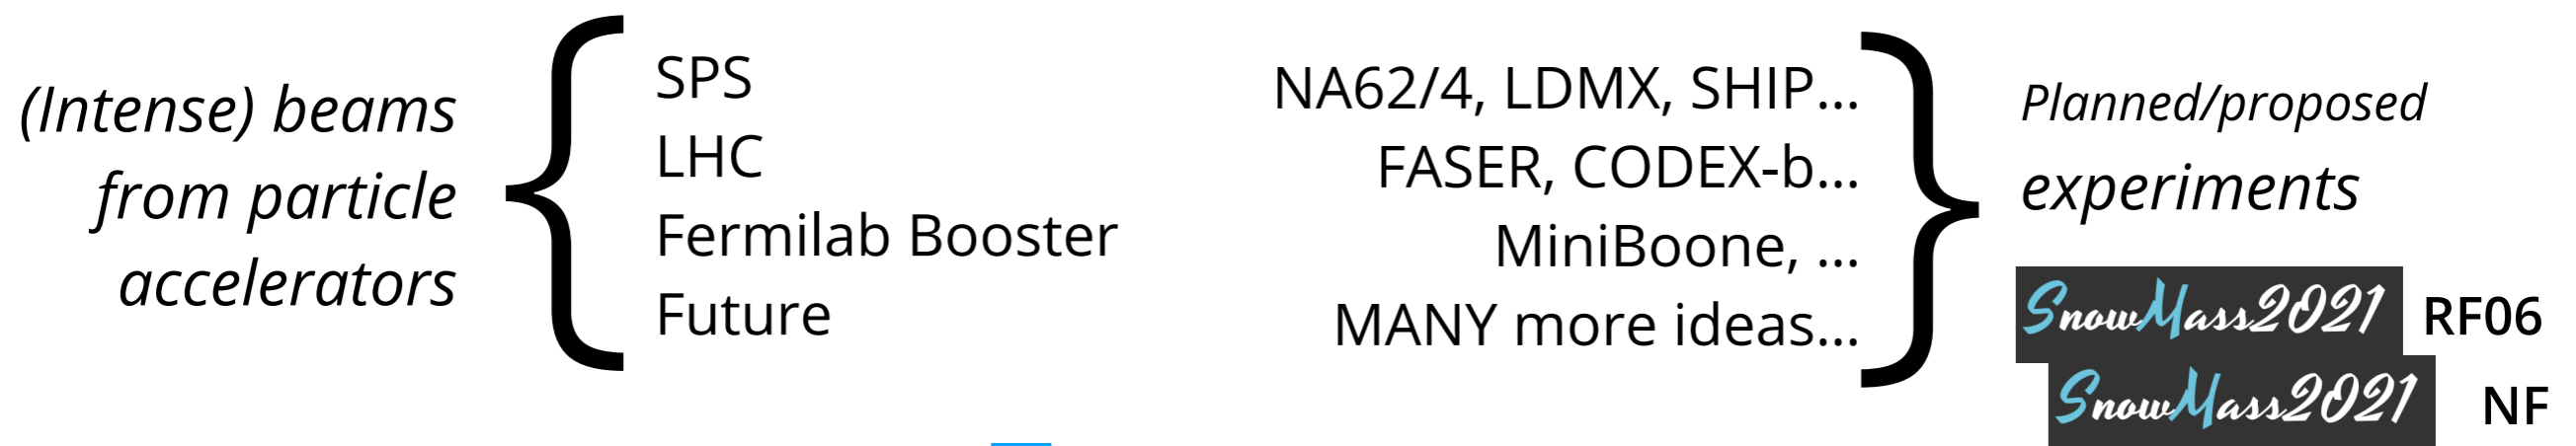 (Intense) beams
from particle
accelerators
SPS
LHC
Fermilab Booster
Future
NA62/4, LDMX, SHIP...
FASER, CODEX-b...
MiniBoone, ...
MANY more ideas...
Planned/proposed
experiments
SnowMass2021 RF06
SnowMass2021 NF